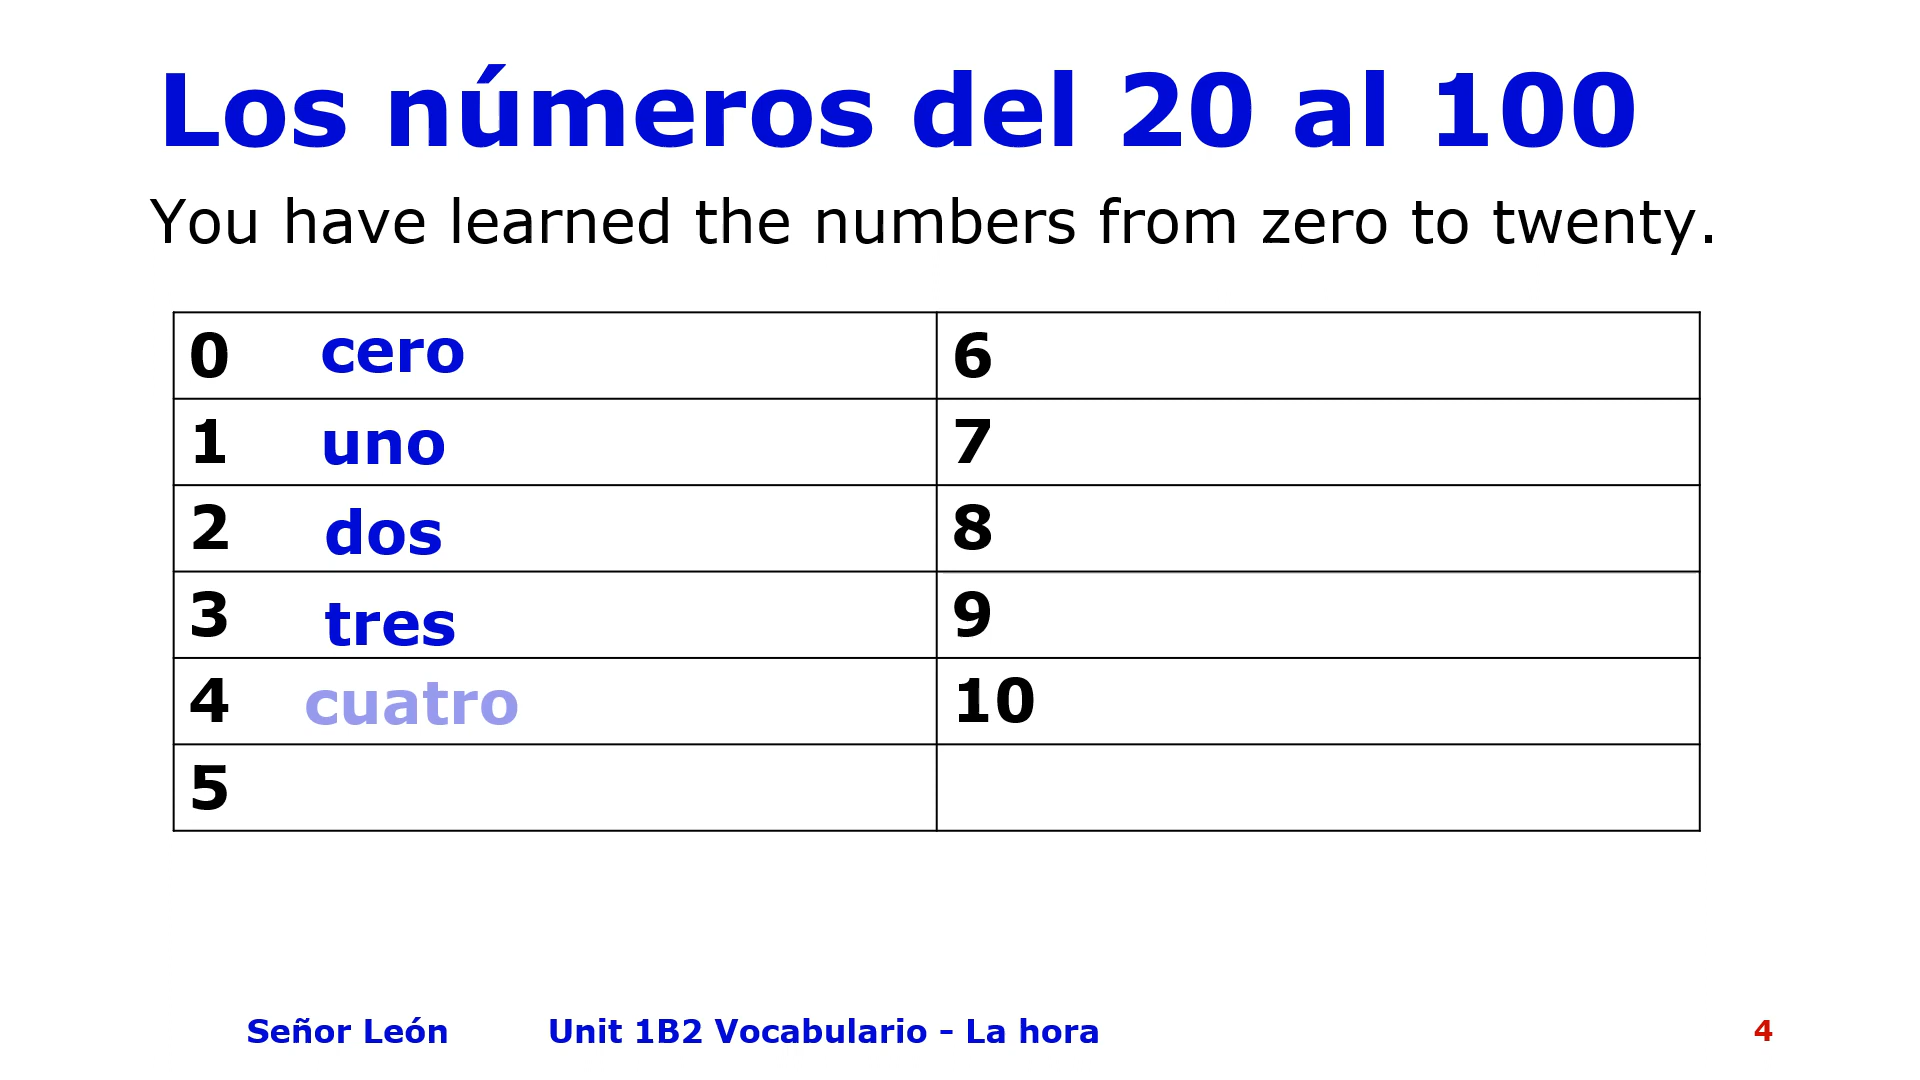 Los números del 20 al 100
You have learned the numbers from zero to twenty.
0 cero 6
1 uno 7
2 dos 8
3 tres 9
4 cuatro 10
5
Señor León Unit 1B2 Vocabulario – La hora 4